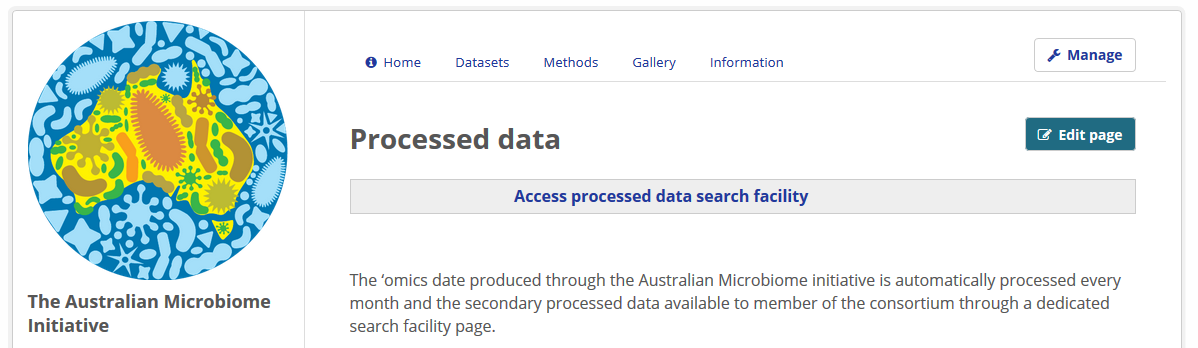 Home Datasets Methods Gallery Information
Manage
Processed data
Edit page
Access processed data search facility
The ‘omics date produced through the Australian Microbiome initiative is automatically processed every
month and the secondary processed data available to member of the consortium through a dedicated
search facility page.
The Australian Microbiome
Initiative